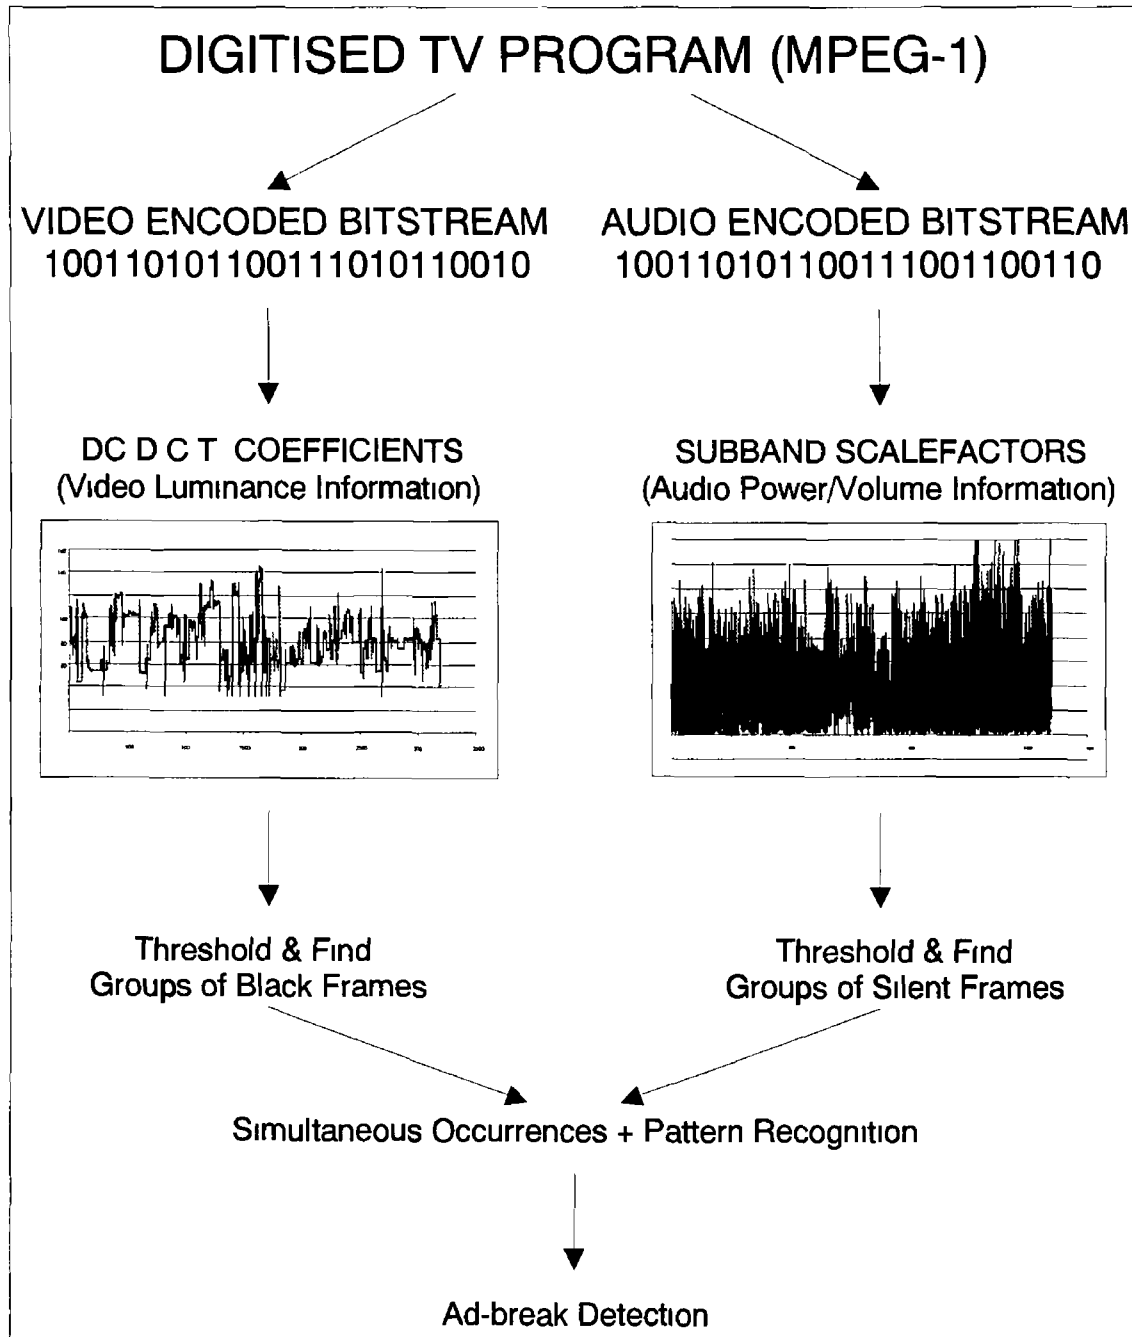 DIGITISED TV PROGRAM (MPEG-1)
VIDEO ENCODED BITSTREAM
100110101100111010110010
AUDIO ENCODED BITSTREAM
1001101011001110011001100
DC D C T COEFFICIENTS
(Video Luminance Information)
SUBBAND SCALEFACTORS
(Audio Power/Volume Information)
Threshold & Find
Groups of Black Frames
Threshold & Find
Groups of Silent Frames
Simultaneous Occurrences + Pattern Recognition
Ad-break Detection